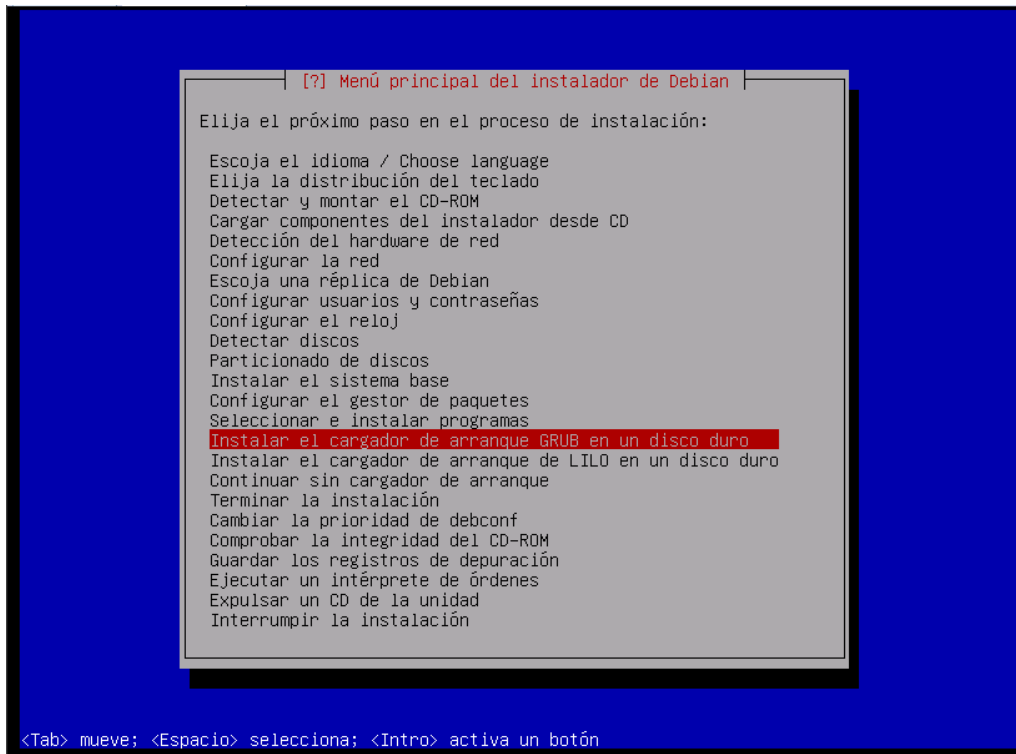 [?] Menú principal del instalador de Debian
Elija el próximo paso en el proceso de instalación:
Escoja el idioma / Choose language
Elija la distribución del teclado
Detectar y montar el CD-ROM
Cargar componentes del instalador desde CD
Detección del hardware de red
Configurar la red
Escoja una réplica de Debian
Configurar usuarios y contraseñas
Configurar el reloj
Detectar discos
Particionado de discos
Instalar el sistema base
Configurar el gestor de paquetes
Seleccionar e instalar programas
Instalar el cargador de arranque GRUB en un disco duro
Instalar el cargador de arranque de LILO en un disco duro
Continuar sin cargador de arranque
Terminar la instalación
Cambiar la prioridad de debconf
Comprobar la integridad del CD-ROM
Guardar los registros de depuración
Ejecutar un intérprete de órdenes
Expulsar un CD de la unidad
Interrumpir la instalación
<Tab> mueve; <Espacio> selecciona; <Intro> activa un botón